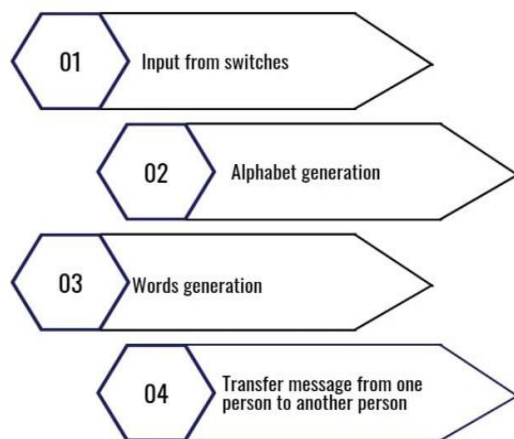 01
Input from switches
02
Alphabet generation
03
Words generation
04
Transfer message from one
person to another person